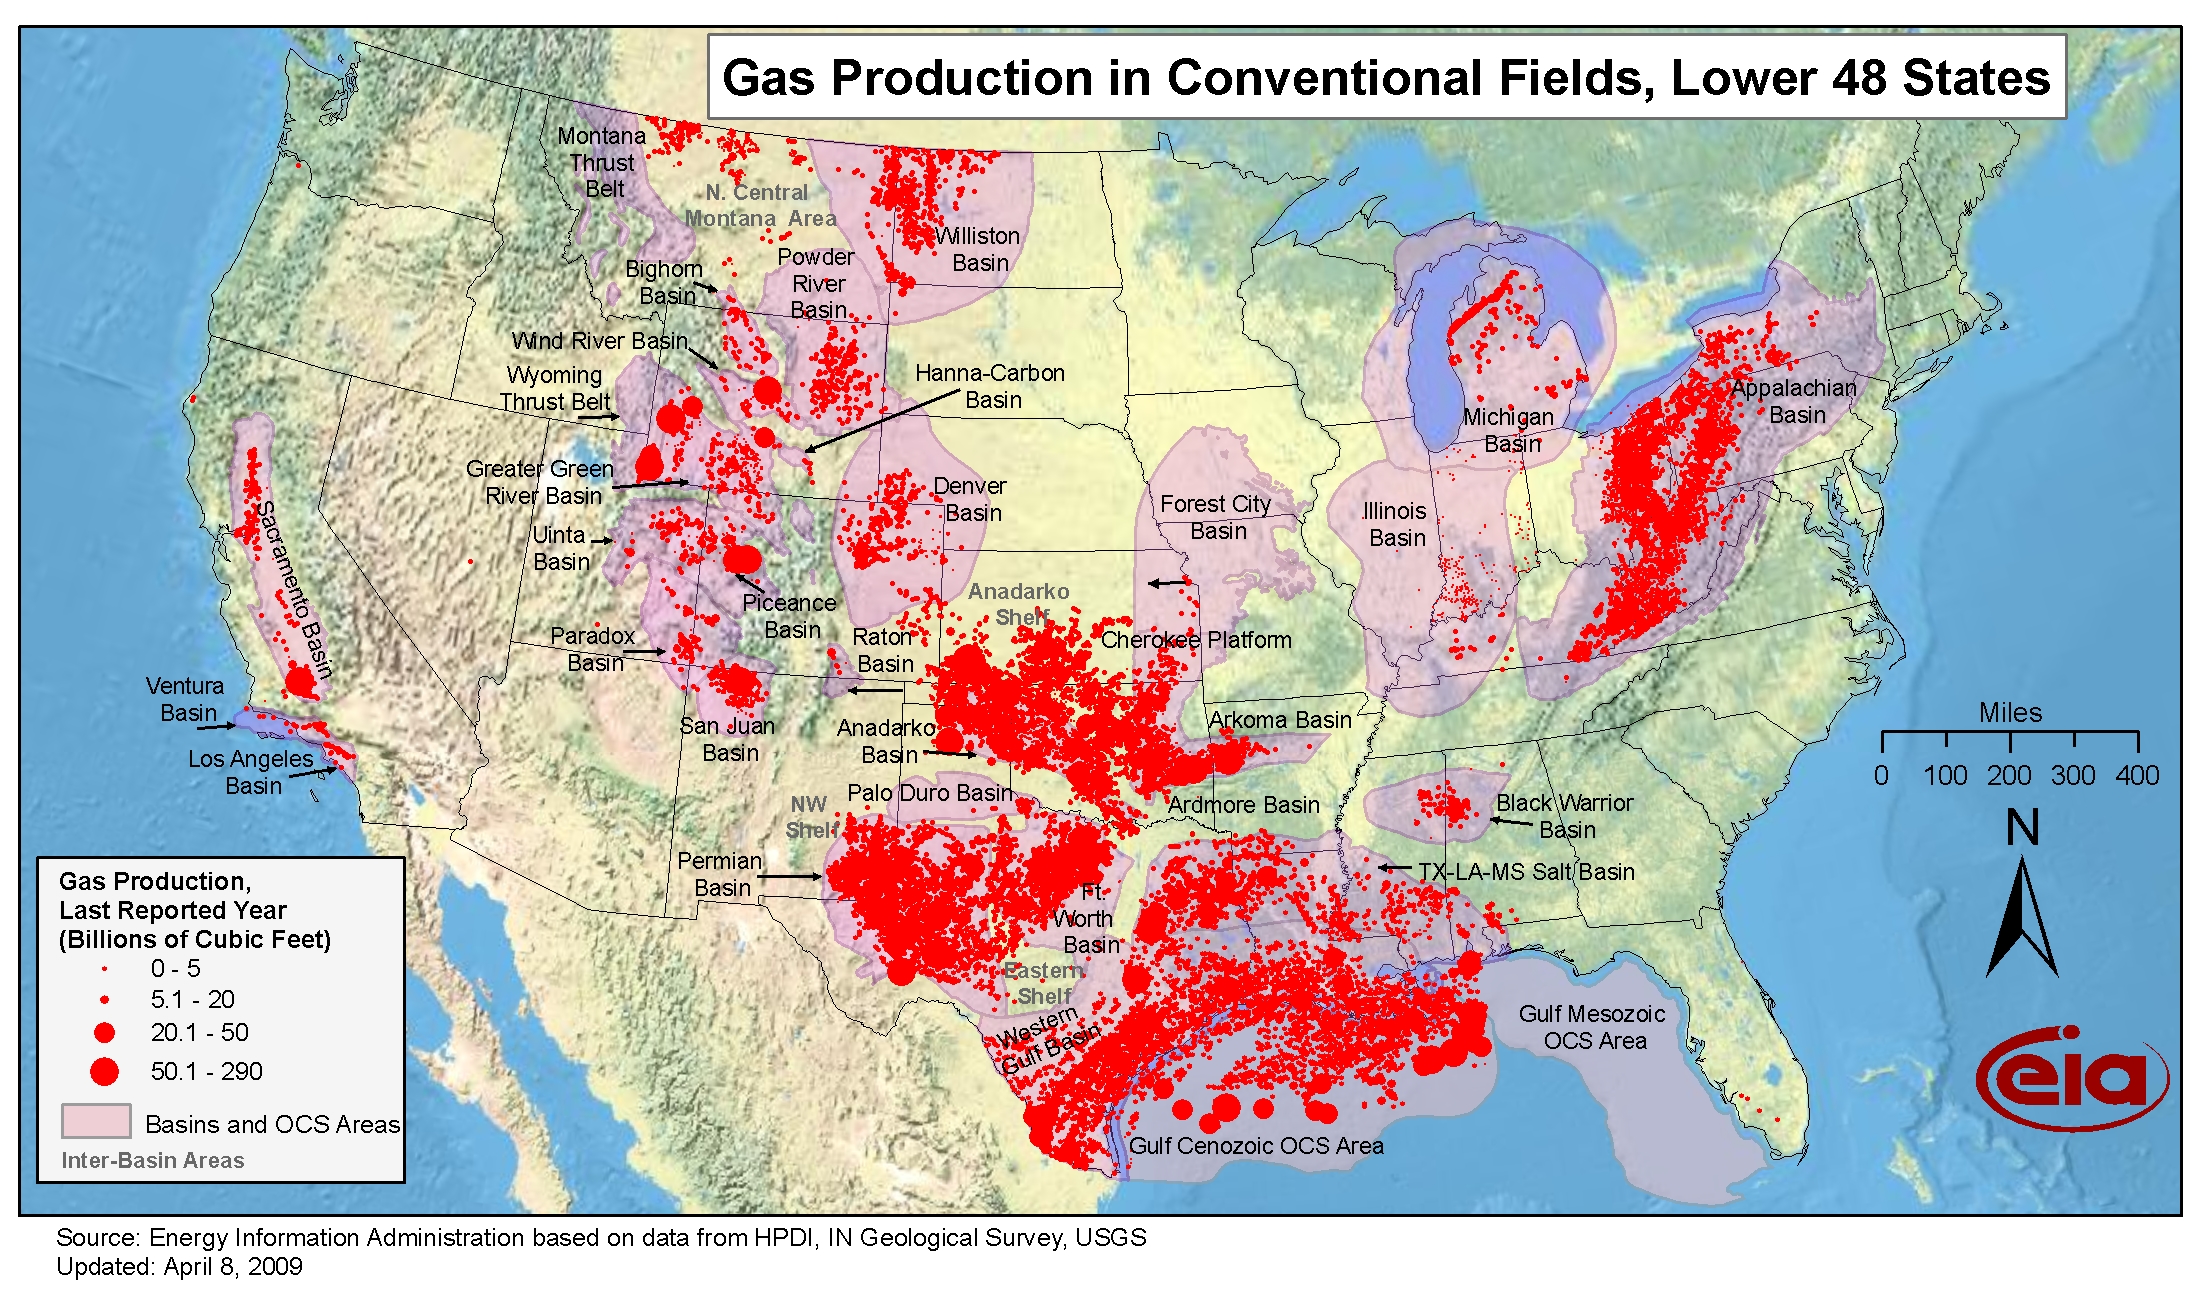 Gas Production in Conventional Fields, Lower 48 States
Montana
Thrust
Belt
N. Central
Montana Area
Williston
Basin
Powder
River
Basin
Bighorn
Basin
Wind River Basin
Wyoming
Thrust Belt
Hanna-Carbon
Basin
Greater Green
River Basin
Denver
Basin
Uinta
Basin
Piceance
Basin
Sacramento Basin
Paradox
Basin
Raton
Basin
San Juan
Basin
Ventura
Basin
Los Angeles
Basin
Anadarko
Shelf
Cherokee Platform
Forest City
Basin
Illinois
Basin
Michigan
Basin
Appalachian
Basin
Anadarko
Basin
Arkoma Basin
Palo Duro Basin
Ardmore Basin
NW
Shelf
Permian
Basin
Ft.
Worth
Basin
Eastern
Shelf
Western
Gulf Basin
Black Warrior
Basin
TX-LA-MS Salt Basin
Gulf Mesozoic
OCS Area
Gulf Cenozoic OCS Area
Miles
0 100 200 300 400
N
eia
Gas Production,
Last Reported Year
(Billions of Cubic Feet)
0 - 5
5.1 - 20
20.1 - 50
50.1 - 290
Basins and OCS Areas
Inter-Basin Areas
Source: Energy Information Administration based on data from HPDI, IN Geological Survey, USGS
Updated: April 8, 2009